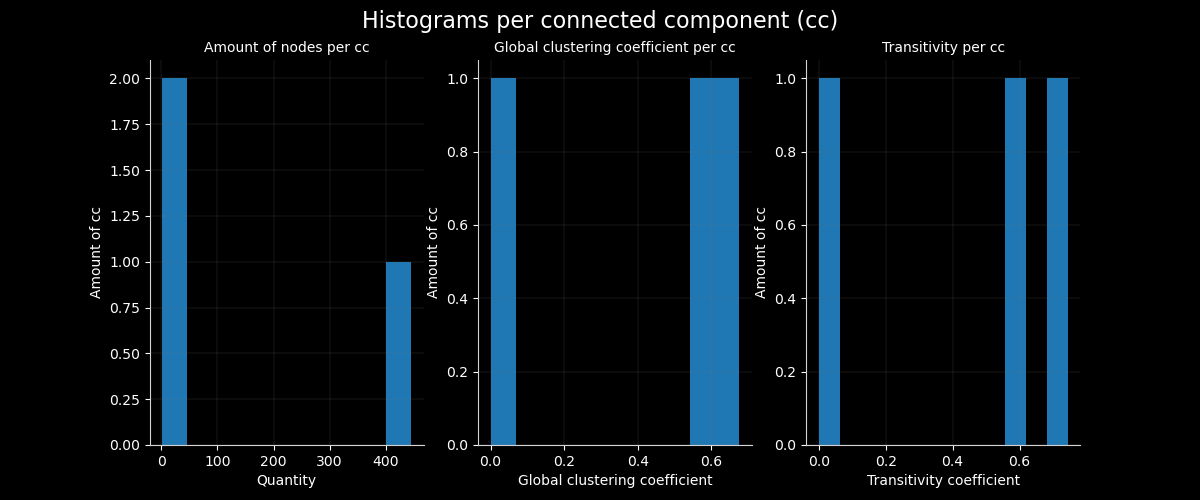 Histograms per connected component (cc)
Amount of nodes per cc
Amount of cc
2.00
1.75
1.50
1.25
1.00
0.75
0.50
0.25
0.00
0 100 200 300 400
Quantity
Global clustering coefficient per cc
Amount of cc
1.0
0.8
0.6
0.4
0.2
0.0
0.0 0.2 0.4 0.6
Global clustering coefficient
Transitivity per cc
Amount of cc
1.0
0.8
0.6
0.4
0.2
0.0
0.0 0.2 0.4 0.6
Transitivity coefficient